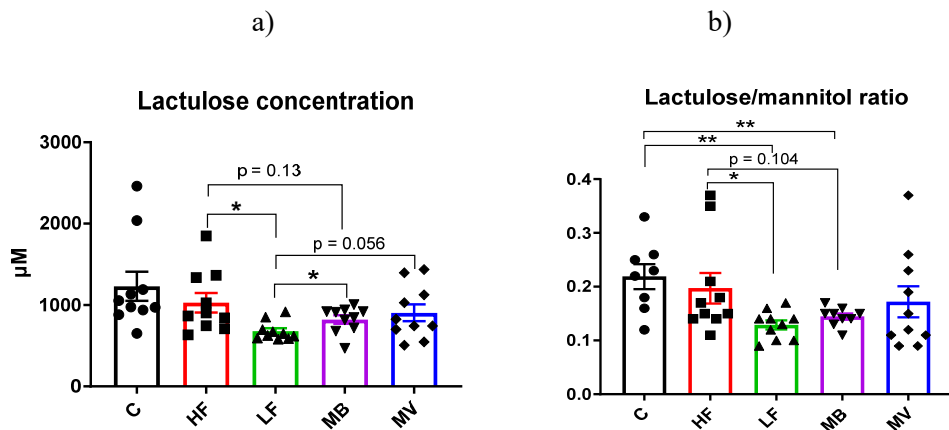 a)
b)
Lactulose concentration
µM
3000
2000
1000
0
p = 0.13
*
p = 0.056
*
C
HF
LF
MB
MV
Lactulose/mannitol ratio
0.4
0.3
0.2
0.1
0.0
**
**
p = 0.104
*
C
HF
LF
MB
MV